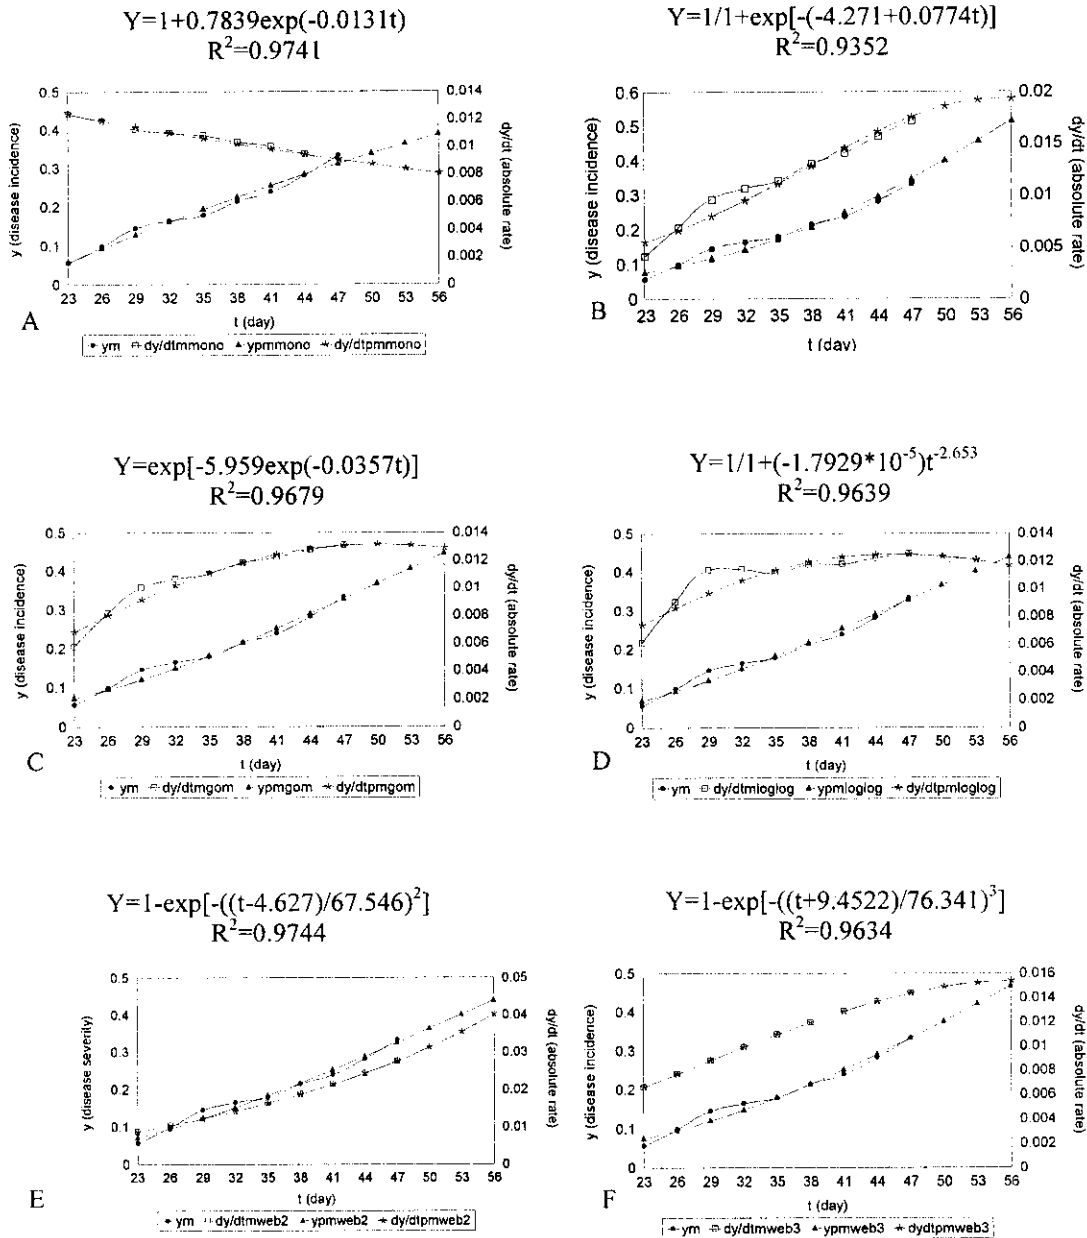 Y=1+0.7839exp(-0.0131t)
R²=0.9741
0.5
0.4
0.3
0.2
0.1
0
y (disease incidence)
0.014
0.012
0.01
0.008
0.006
0.004
0.002
0
dy/dt (absolute rate)
23 26 29 32 35 38 41 44 47 50 53 56
t (day)
A
ym dy/dtmmono ypmmono dy/dtpmmono
Y=1/1+exp[-(-4.271+0.0774t)]
R²=0.9352
0.6
0.5
0.4
0.3
0.2
0.1
0
y (disease incidence)
0.02
0.015
0.01
0.005
0
dy/dt (absolute rate)
23 26 29 32 35 38 41 44 47 50 53 56
t (day)
B
Y=exp[-5.959exp(-0.0357t)]
R²=0.9679
0.5
0.4
0.3
0.2
0.1
0
y (disease incidence)
0.014
0.012
0.01
0.008
0.006
0.004
0.002
0
dy/dt (absolute rate)
23 26 29 32 35 38 41 44 47 50 53 56
t (day)
C
ym dy/dtmgom ypmgom dy/dtpmgom
Y=1/1+(-1.7929*10⁻⁵)t⁻²·⁶⁵³
R²=0.9639
0.5
0.4
0.3
0.2
0.1
0
y (disease incidence)
0.014
0.012
0.01
0.008
0.006
0.004
0.002
0
dy/dt (absolute rate)
23 26 29 32 35 38 41 44 47 50 53 56
t (day)
D
ym dy/dtmloglog ypmloglog dy/dtpmloglog
Y=1-exp[-((t-4.627)/67.546)²]
R²=0.9744
0.5
0.4
0.3
0.2
0.1
0
y (disease severity)
0.05
0.04
0.03
0.02
0.01
0
dy/dt (absolute rate)
23 26 29 32 35 38 41 44 47 50 53 56
t (day)
E
ym dy/dtmweb2 ypmweb2 dy/dtpmweb2
Y=1-exp[-((t+9.4522)/76.341)³]
R²=0.9634
0.5
0.4
0.3
0.2
0.1
0
y (disease incidence)
0.016
0.014
0.012
0.01
0.008
0.006
0.004
0.002
0
dy/dt (absolute rate)
23 26 29 32 35 38 41 44 47 50 53 56
t (day)
F
ym dy/dtmweb3 ypmweb3 dydtpmweb3